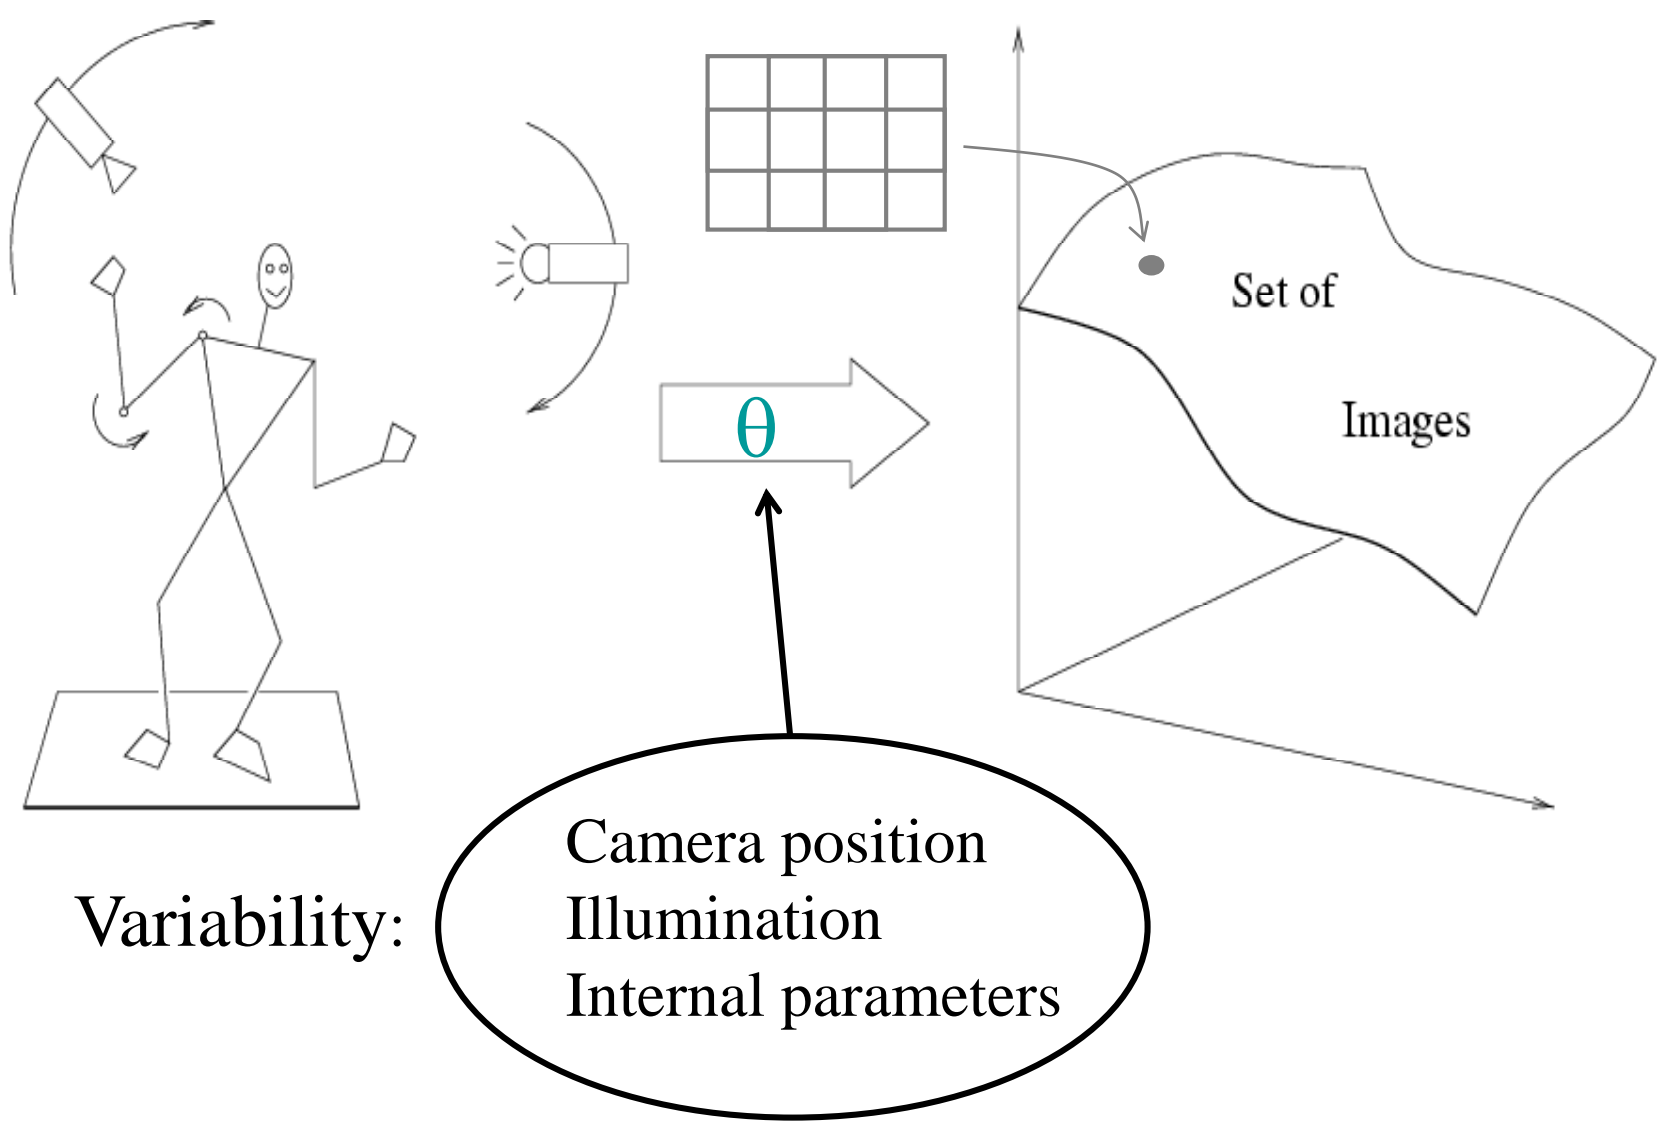 Set of
Images
θ
Variability:
Camera position
Illumination
Internal parameters